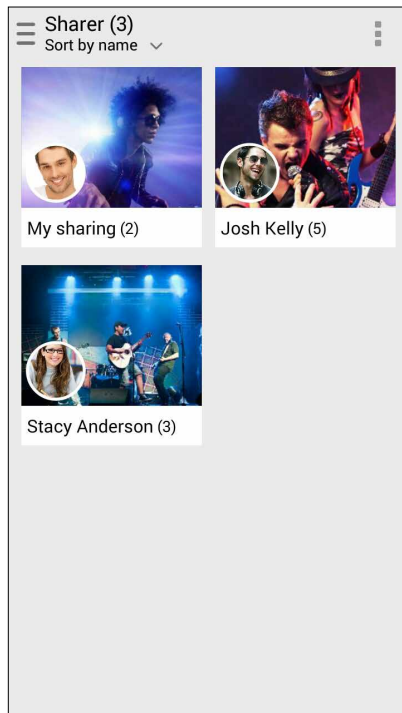 Sharer (3)
Sort by name
My sharing (2)
Josh Kelly (5)
Stacy Anderson (3)